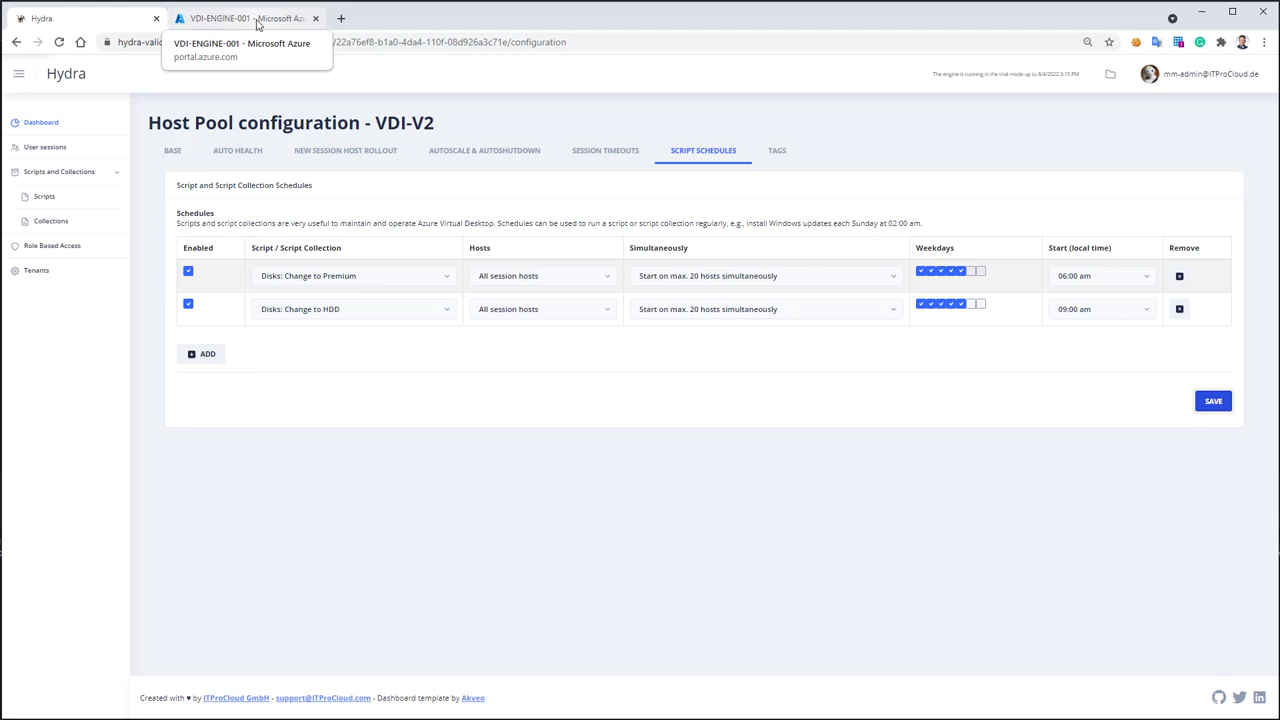 Hydra
VDI-ENGINE-001 - Microsoft Azu
hydra-vali
22a76ef8-b1a0-4da4-110f-08d926a3c71e/configuration
VDI-ENGINE-001 - Microsoft Azure
portal.azure.com
Hydra
The engine is running in the trial mode up to 8/4/2022 3:15 PM
mm-admin@ITProCloud.de
Dashboard
User sessions
Scripts and Collections
Scripts
Collections
Role Based Access
Tenants
Host Pool configuration - VDI-V2
BASE
AUTO HEALTH
NEW SESSION HOST ROLLOUT
AUTOSCALE & AUTOSHUTDOWN
SESSION TIMEOUTS
SCRIPT SCHEDULES
TAGS
Script and Script Collection Schedules
Schedules
Scripts and script collections are very useful to maintain and operate Azure Virtual Desktop. Schedules can be used to run a script or script collection regularly, e.g., install Windows updates each Sunday at 02:00 am.
Enabled Script / Script Collection Hosts Simultaneously Weekdays Start (local time) Remove
Disks: Change to Premium All session hosts Start on max. 20 hosts simultaneously 06:00 am
Disks: Change to HDD All session hosts Start on max. 20 hosts simultaneously 09:00 am
ADD
SAVE
Created with ♥ by ITProCloud GmbH - support@ITProCloud.com - Dashboard template by Akveo